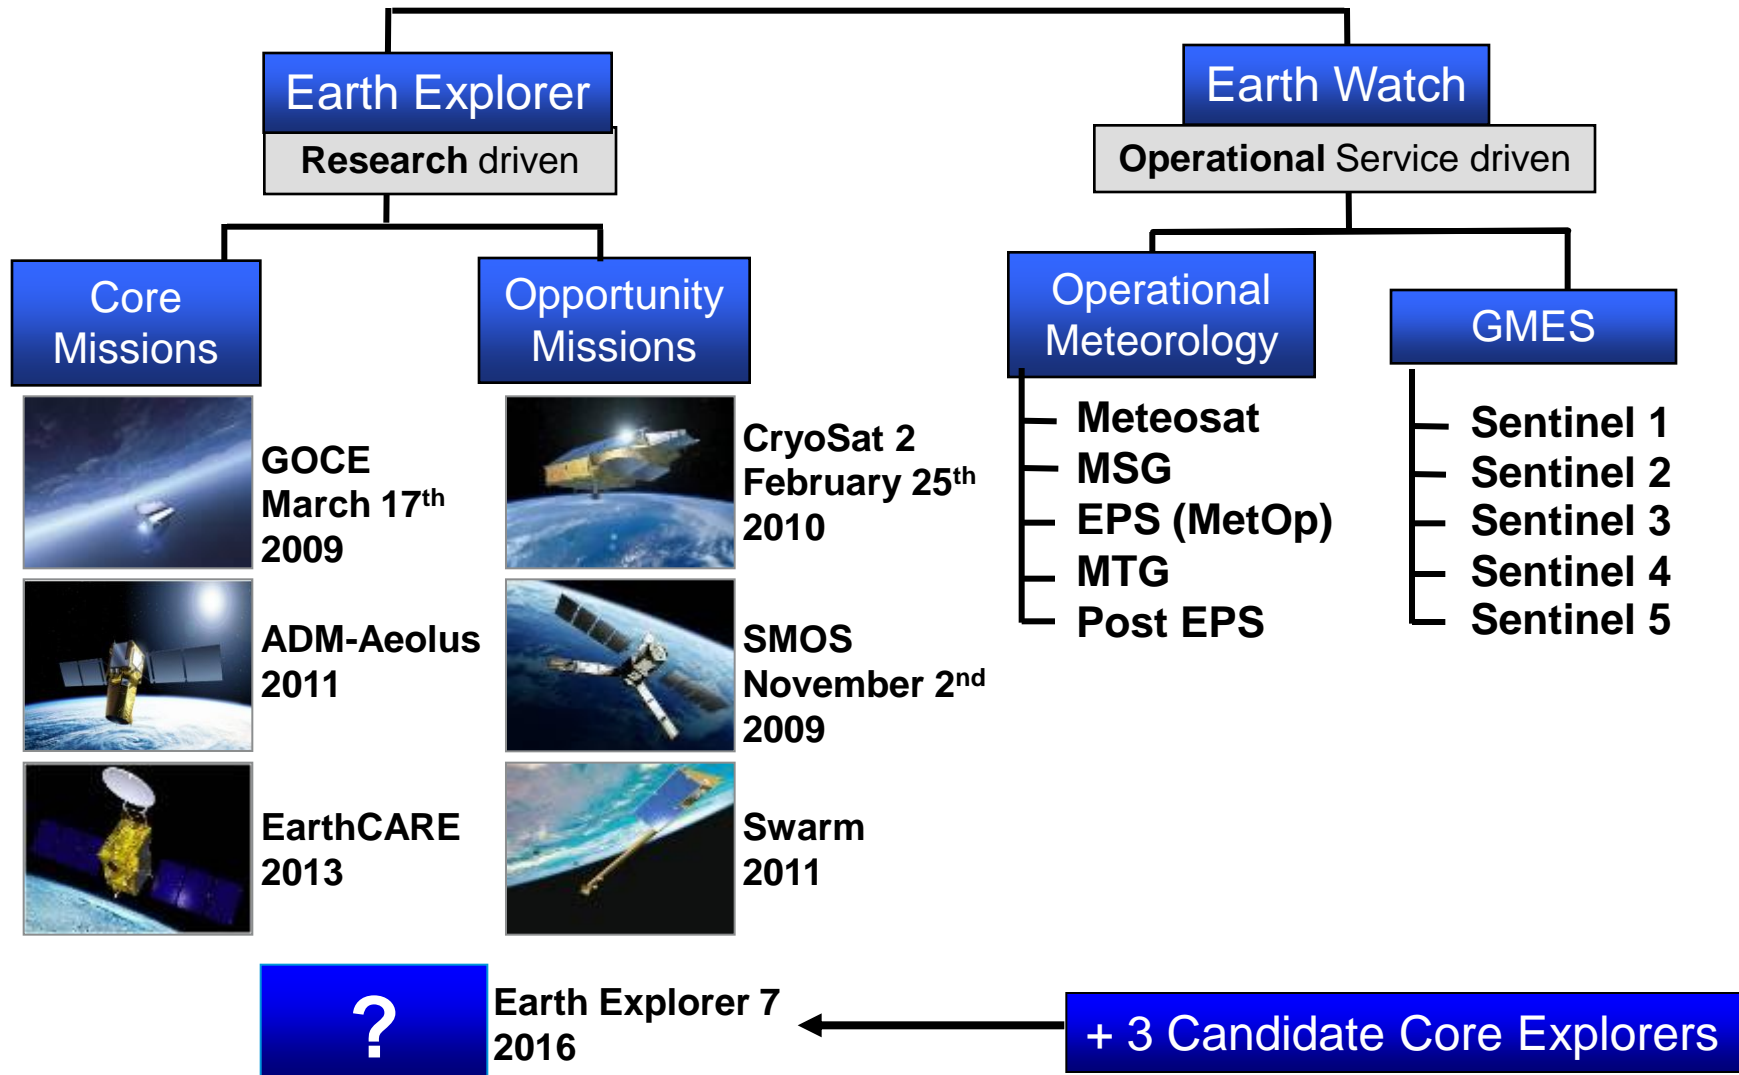 Earth Explorer
Research driven
Earth Watch
Operational Service driven
Core
Missions
Opportunity
Missions
Operational
Meteorology
GMES
GOCE
March 17th
2009
CryoSat 2
February 25th
2010
ADM-Aeolus
2011
SMOS
November 2nd
2009
EarthCARE
2013
Swarm
2011
Meteosat
MSG
EPS (MetOp)
MTG
Post EPS
Sentinel 1
Sentinel 2
Sentinel 3
Sentinel 4
Sentinel 5
?
Earth Explorer 7
2016
+ 3 Candidate Core Explorers